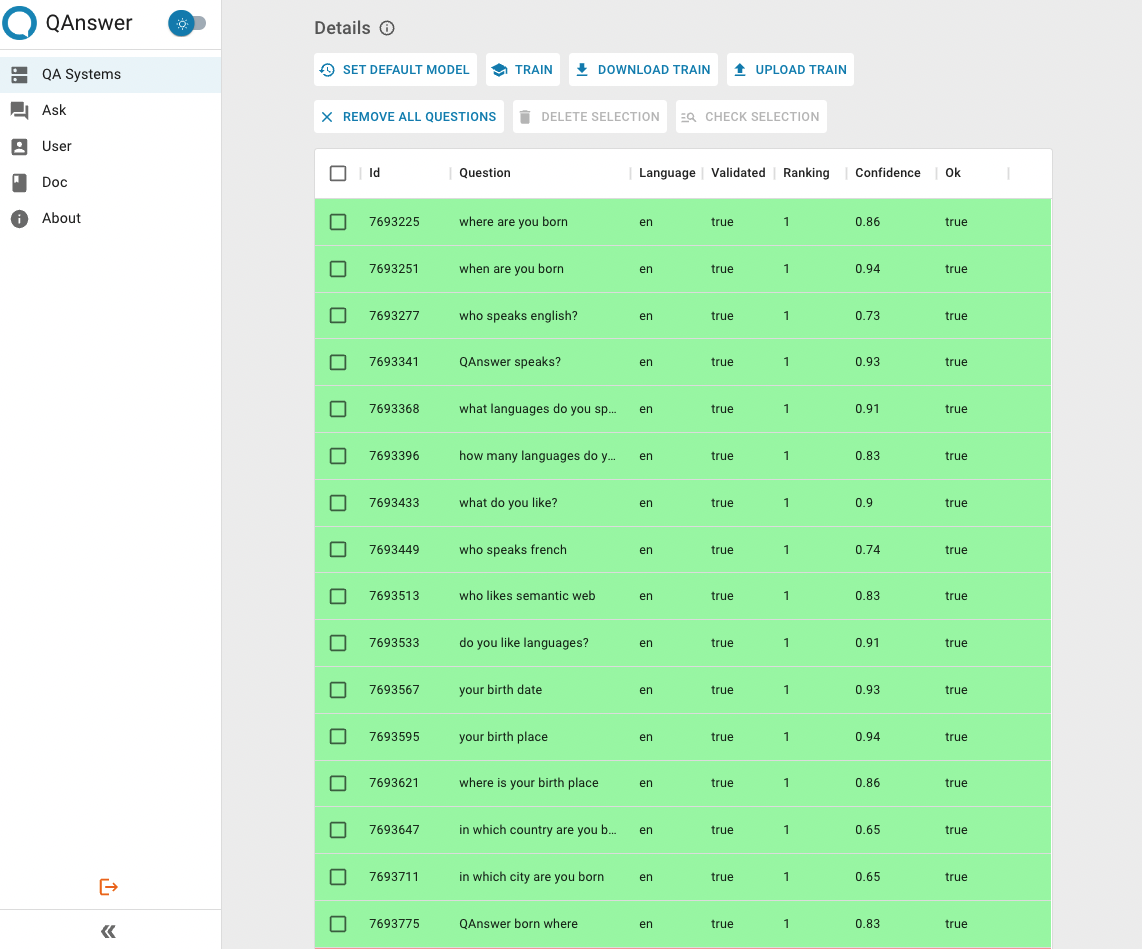 QAnswer
QA Systems
Ask
User
Doc
About
Details
SET DEFAULT MODEL TRAIN DOWNLOAD TRAIN UPLOAD TRAIN
REMOVE ALL QUESTIONS DELETE SELECTION CHECK SELECTION
Id Question Language Validated Ranking Confidence Ok
7693225 where are you born en true 1 0.86 true
7693251 when are you born en true 1 0.94 true
7693277 who speaks english? en true 1 0.73 true
7693341 QAnswer speaks? en true 1 0.93 true
7693368 what languages do you sp... en true 1 0.91 true
7693396 how many languages do y... en true 1 0.83 true
7693433 what do you like? en true 1 0.9 true
7693449 who speaks french en true 1 0.74 true
7693513 who likes semantic web en true 1 0.83 true
7693533 do you like languages? en true 1 0.91 true
7693567 your birth date en true 1 0.93 true
7693595 your birth place en true 1 0.94 true
7693621 where is your birth place en true 1 0.86 true
7693647 in which country are you b... en true 1 0.65 true
7693711 in which city are you born en true 1 0.65 true
7693775 QAnswer born where en true 1 0.83 true